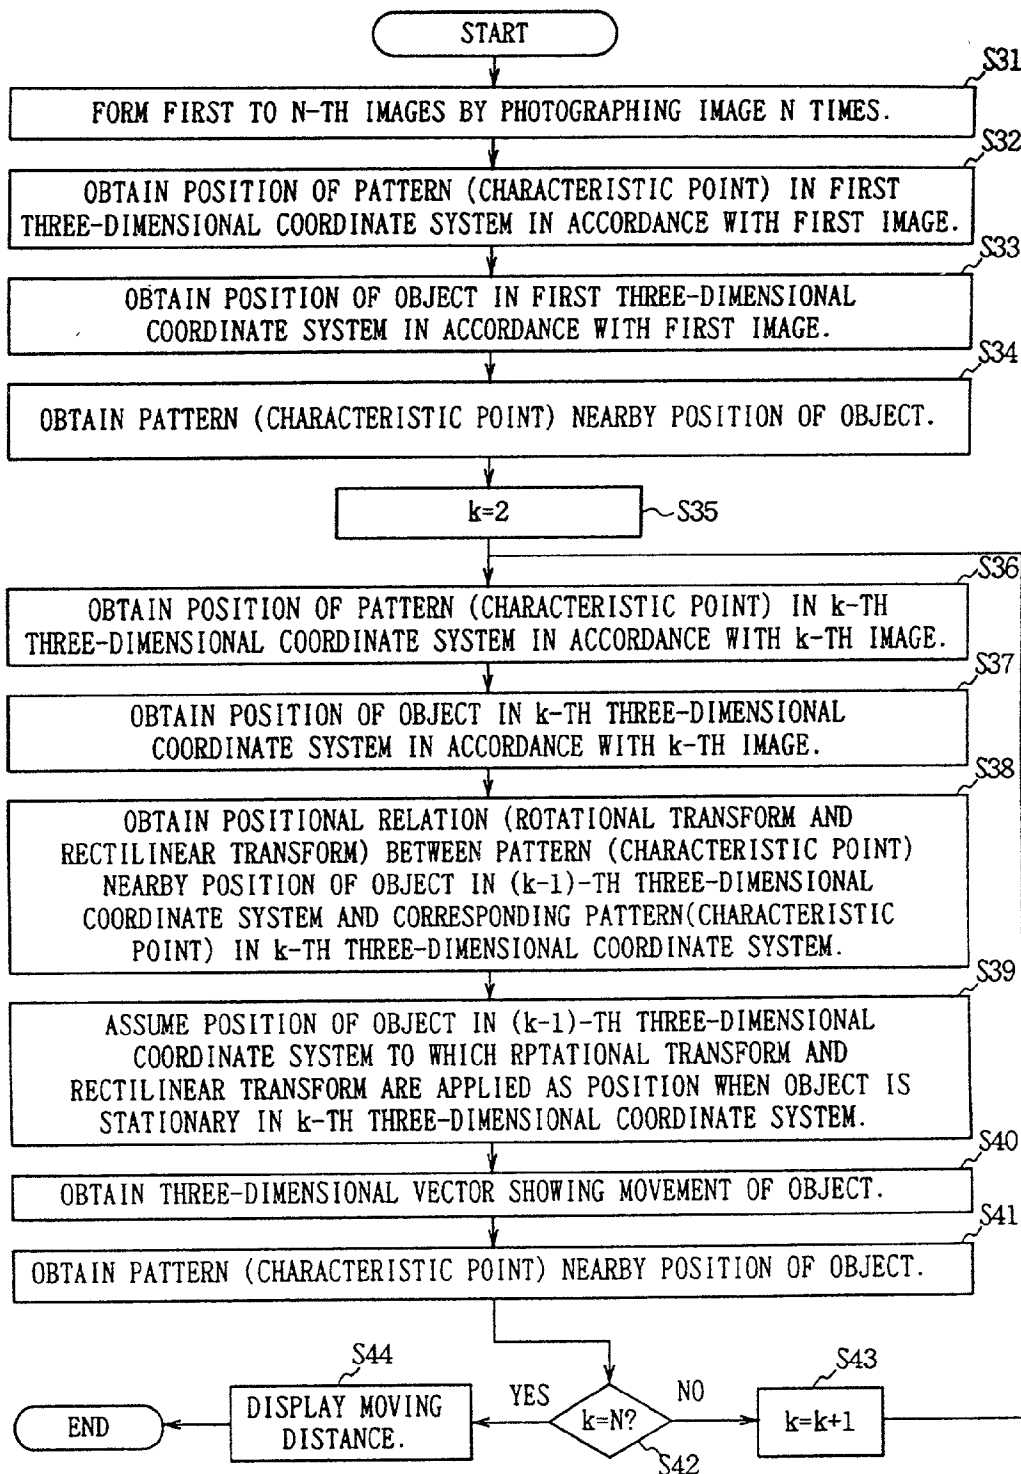 START
S31
FORM FIRST TO N-TH IMAGES BY PHOTOGRAPHING IMAGE N TIMES.
S32
OBTAIN POSITION OF PATTERN (CHARACTERISTIC POINT) IN FIRST
THREE-DIMENSIONAL COORDINATE SYSTEM IN ACCORDANCE WITH FIRST IMAGE.
S33
OBTAIN POSITION OF OBJECT IN FIRST THREE-DIMENSIONAL
COORDINATE SYSTEM IN ACCORDANCE WITH FIRST IMAGE.
S34
OBTAIN PATTERN (CHARACTERISTIC POINT) NEARBY POSITION OF OBJECT.
k=2
S35
S36
OBTAIN POSITION OF PATTERN (CHARACTERISTIC POINT) IN k-TH
THREE-DIMENSIONAL COORDINATE SYSTEM IN ACCORDANCE WITH k-TH IMAGE.
S37
OBTAIN POSITION OF OBJECT IN k-TH THREE-DIMENSIONAL
COORDINATE SYSTEM IN ACCORDANCE WITH k-TH IMAGE.
S38
OBTAIN POSITIONAL RELATION (ROTATIONAL TRANSFORM AND
RECTILINEAR TRANSFORM) BETWEEN PATTERN (CHARACTERISTIC POINT)
NEARBY POSITION OF OBJECT IN (k-1)-TH THREE-DIMENSIONAL
COORDINATE SYSTEM AND CORRESPONDING PATTERN(CHARACTERISTIC
POINT) IN k-TH THREE-DIMENSIONAL COORDINATE SYSTEM.
S39
ASSUME POSITION OF OBJECT IN (k-1)-TH THREE-DIMENSIONAL
COORDINATE SYSTEM TO WHICH RPTATIONAL TRANSFORM AND
RECTILINEAR TRANSFORM ARE APPLIED AS POSITION WHEN OBJECT IS
STATIONARY IN k-TH THREE-DIMENSIONAL COORDINATE SYSTEM.
S40
OBTAIN THREE-DIMENSIONAL VECTOR SHOWING MOVEMENT OF OBJECT.
S41
OBTAIN PATTERN (CHARACTERISTIC POINT) NEARBY POSITION OF OBJECT.
k=N?
S42
YES
NO
S43
k=k+1
S44
DISPLAY MOVING
DISTANCE.
END